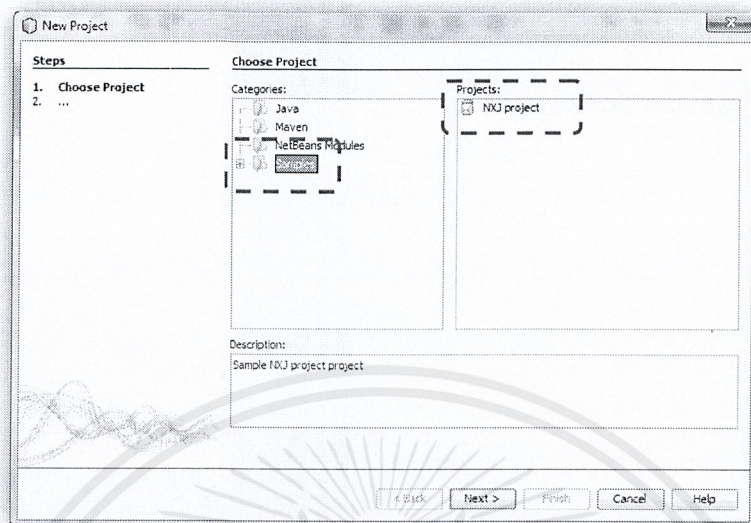 New Project
Steps
1. Choose Project
2. ...
Choose Project
Categories:
Java
Maven
NetBeans Modules
Samples
Projects:
NXJ project
Description:
Sample NXJ project project
< Back
Next >
Finish
Cancel
Help